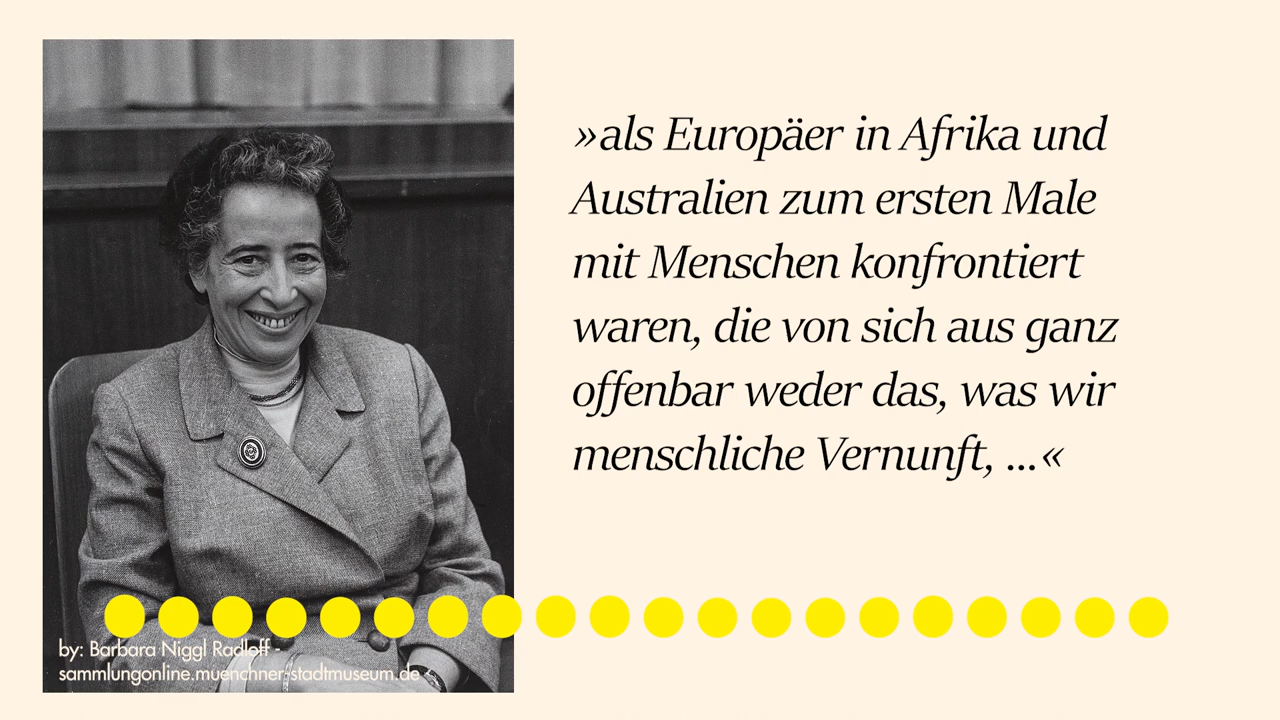 »als Europäer in Afrika und
Australien zum ersten Male
mit Menschen konfrontiert
waren, die von sich aus ganz
offenbar weder das, was wir
menschliche Vernunft, ...«
by: Barbara Niggl Radloff -
sammlungonline.muenchner-stadtmuseum.de